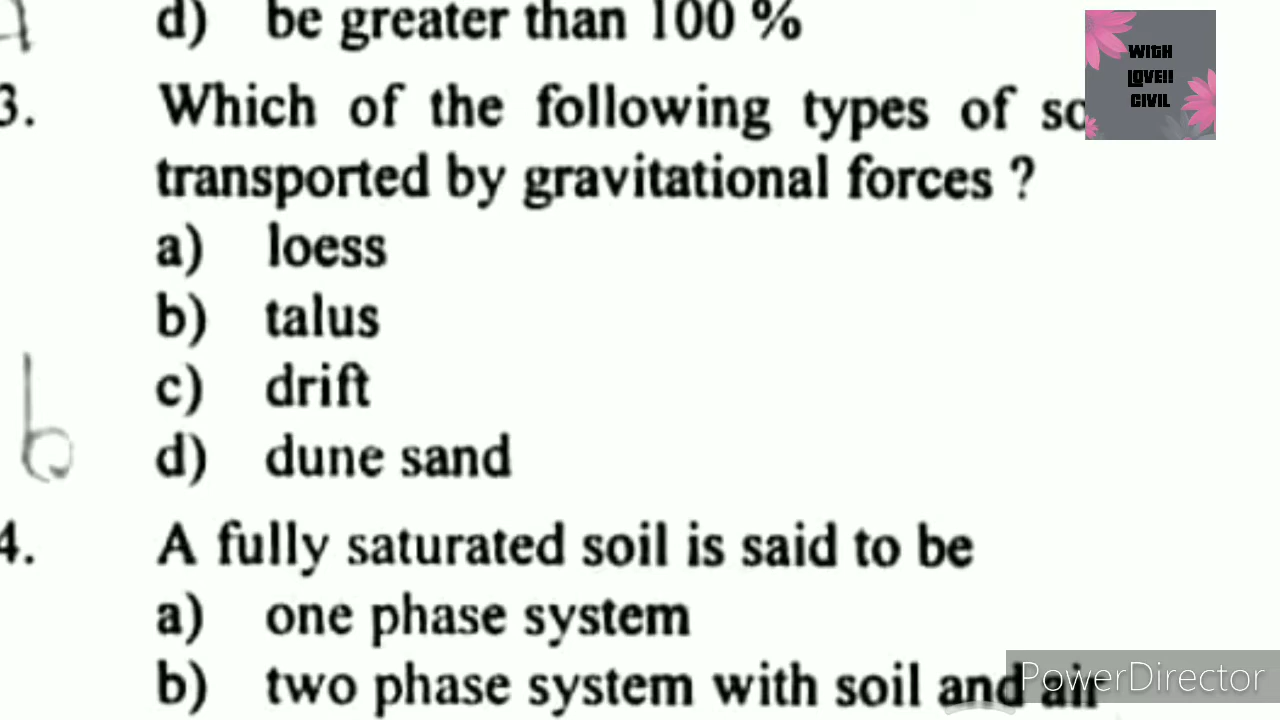 d) be greater than 100 %
3. Which of the following types of
transported by gravitational forces ?
a) loess
b) talus
c) drift
b
d) dune sand
4. A fully saturated soil is said to be
a) one phase system
b) two phase system with soil and air
WITH
LOVE!!
CIVIL
PowerDirector